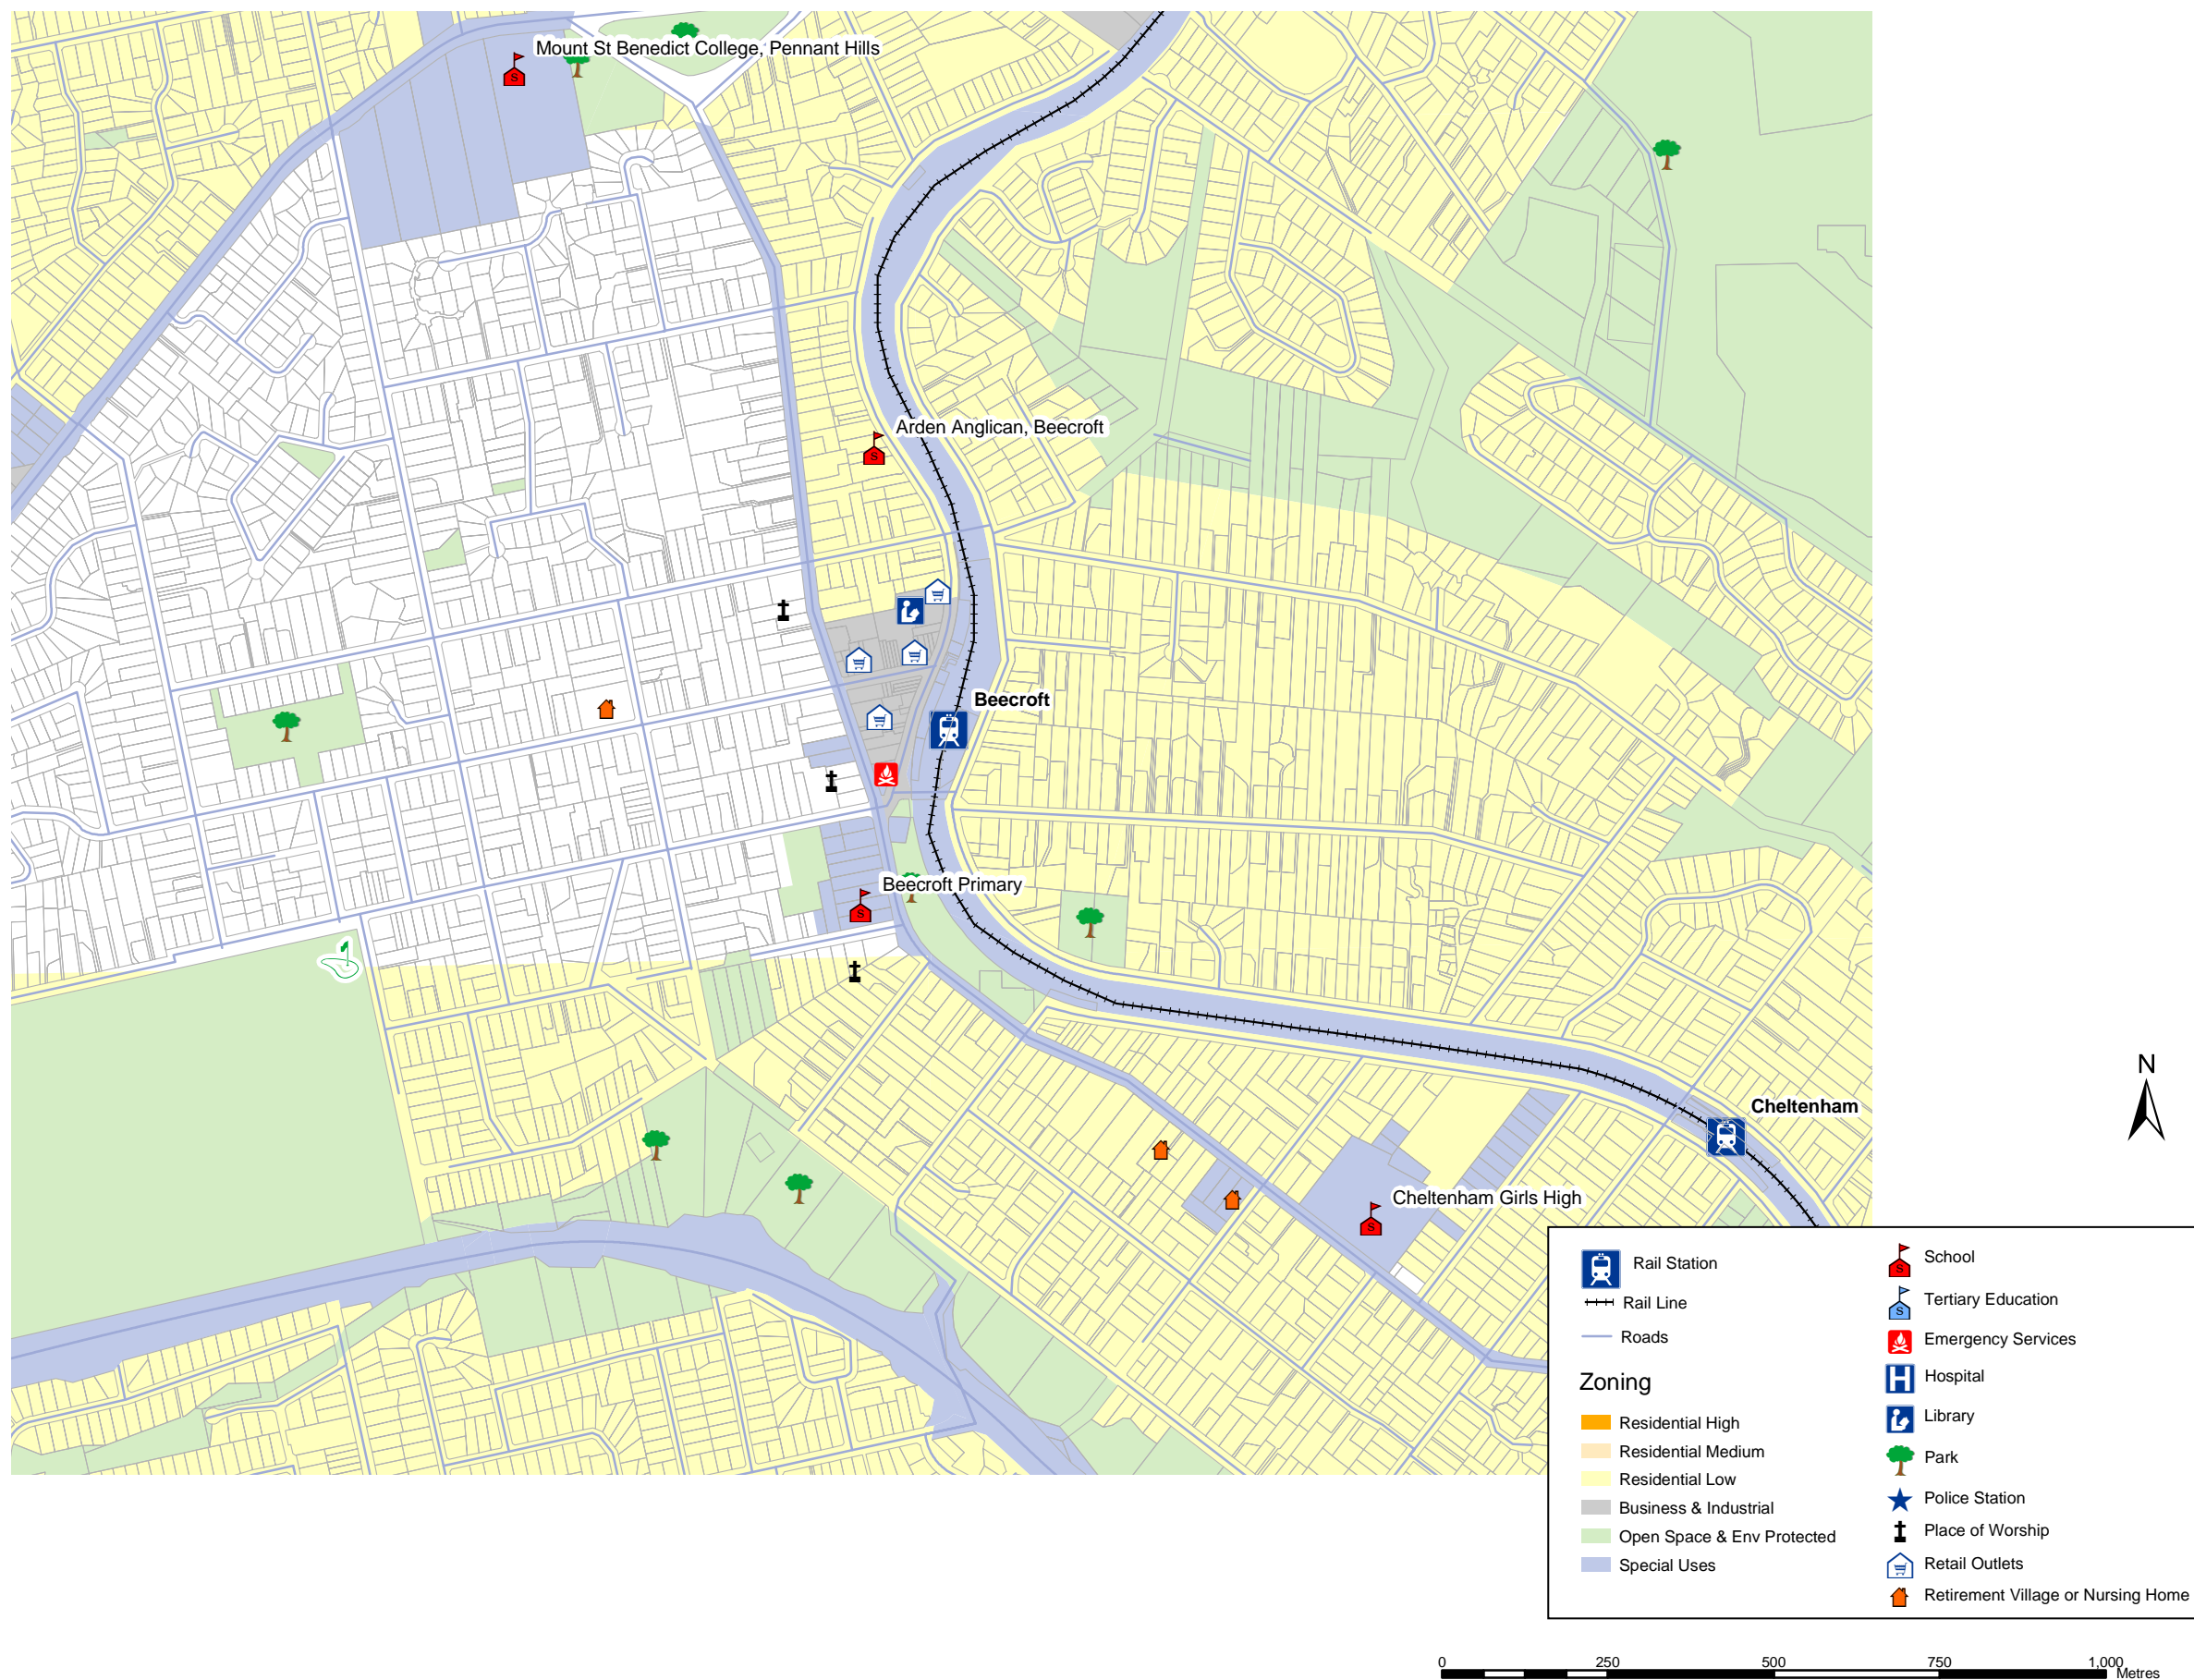 Mount St Benedict College, Pennant Hills
Arden Anglican, Beecroft
Beecroft
Beecroft Primary
N
Cheltenham
Cheltenham Girls High
Rail Station
Rail Line
Roads
Zoning
Residential High
Residential Medium
Residential Low
Business & Industrial
Open Space & Env Protected
Special Uses
S School
S Tertiary Education
Emergency Services
H Hospital
Library
Park
Police Station
Place of Worship
Retail Outlets
Retirement Village or Nursing Home
0 250 500 750 1,000
Metres